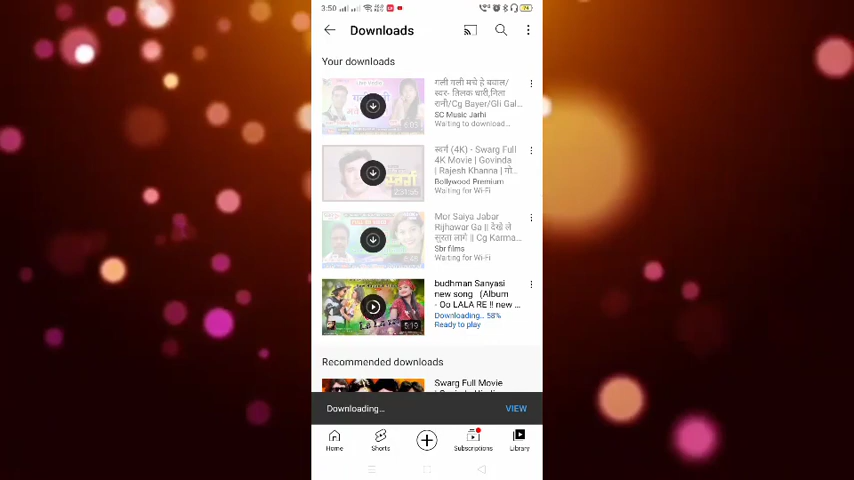 3:50
74
Downloads
Your downloads
गली गली मचे हे बवाल/
स्वर- तिलक चारी,निता
रानी/Cg Bayer/Gli Gal...
SC Music Jarhi
Waiting to download...
6:03
स्वर्ग (4K) - Swarg Full
4K Movie | Govinda
| Rajesh Khanna | गो...
Bollywood Premium
Waiting for Wi-Fi
2:31:55
Mor Saiya Jabar
Rijhawar Ga || देखे ले
सुरता लागे || Cg Karma...
Sbr films
Waiting for Wi-Fi
budhman Sanyasi
new song (Album
- Oo LALA RE !! new ...
Downloading... 58%
Ready to play
5:19
Recommended downloads
Swarg Full Movie
Downloading...
VIEW
Home
Shorts
Subscriptions
Library